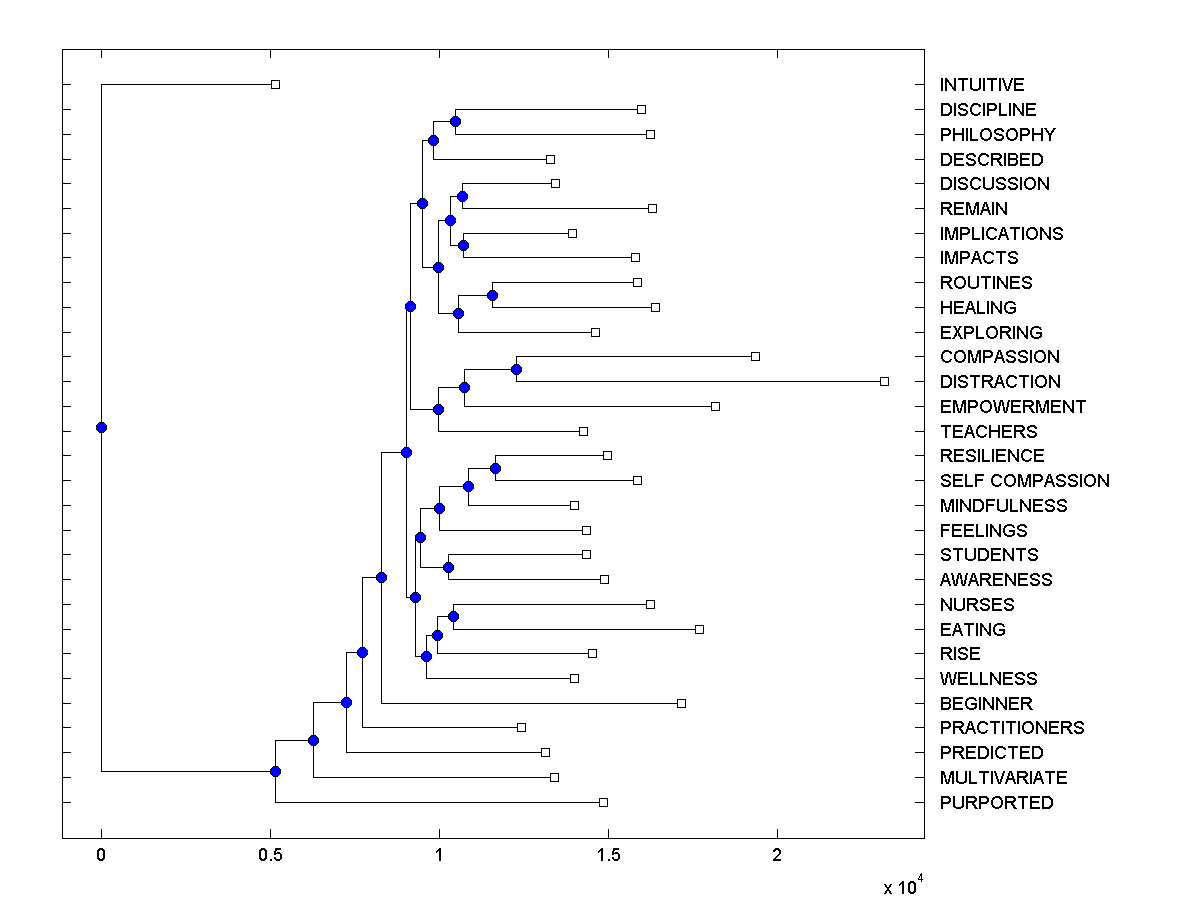 INTUITIVE
DISCIPLINE
PHILOSOPHY
DESCRIBED
DISCUSSION
REMAIN
IMPLICATIONS
IMPACTS
ROUTINES
HEALING
EXPLORING
COMPASSION
DISTRACTION
EMPOWERMENT
TEACHERS
RESILIENCE
SELF COMPASSION
MINDFULNESS
FEELINGS
STUDENTS
AWARENESS
NURSES
EATING
RISE
WELLNESS
BEGINNER
PRACTITIONERS
PREDICTED
MULTIVARIATE
PURPORTED
0 0.5 1 1.5 2
x 10^4